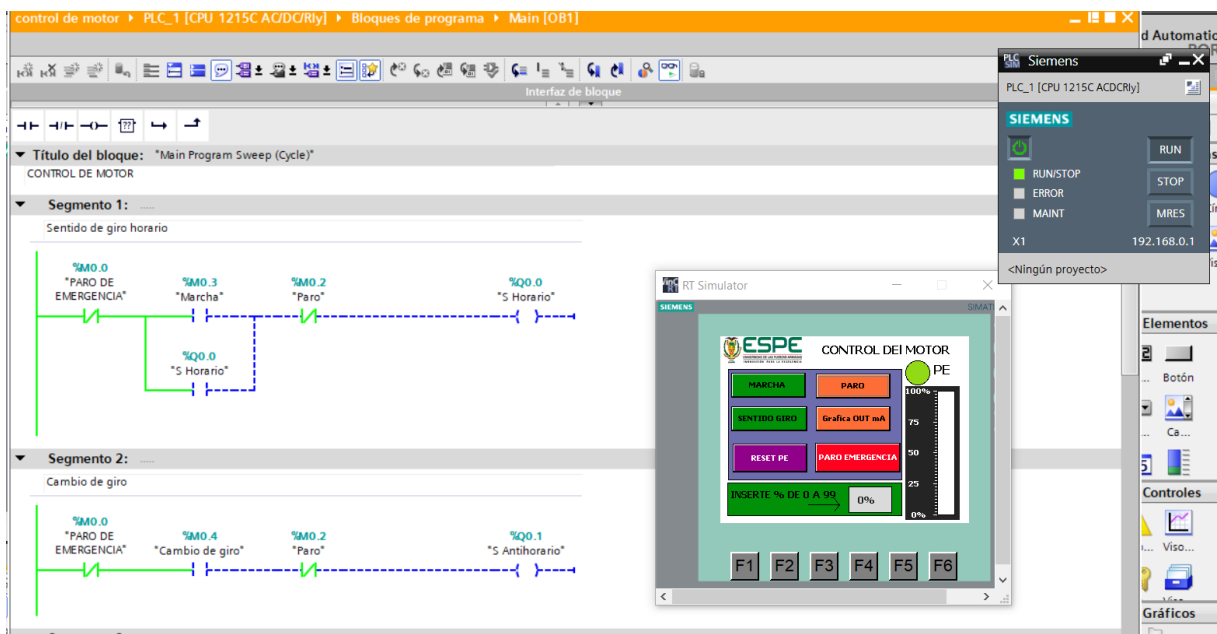 control de motor ▸ PLC_1 [CPU 1215C AC/DC/Rly] ▸ Bloques de programa ▸ Main [OB1]
Interfaz de bloque
Título del bloque: "Main Program Sweep (Cycle)"
CONTROL DE MOTOR
Segmento 1: .....
Sentido de giro horario
%M0.0
"PARO DE
EMERGENCIA"
%M0.3
"Marcha"
%M0.2
"Paro"
%Q0.0
"S Horario"
%Q0.0
"S Horario"
Segmento 2: .....
Cambio de giro
%M0.0
"PARO DE
EMERGENCIA"
%M0.4
"Cambio de giro"
%M0.2
"Paro"
%Q0.1
"S Antihorario"
RT Simulator
SIEMENS
SIMATI
ESPE
CONTROL DEl MOTOR
PE
MARCHA
PARO
SENTIDO GIRO
Grafica OUT mA
RESET PE
PARO EMERGENCIA
INSERTE % DE 0 A 99
0%
100%
75
50
25
0%
F1 F2 F3 F4 F5 F6
d Automatic
POR
PLC
SIM
Siemens
PLC_1 [CPU 1215C ACDCRly]
SIEMENS
RUN
RUN/STOP
STOP
ERROR
MAINT
MRES
X1 192.168.0.1
<Ningún proyecto>
Elementos
Botón
Ca...
Controles
Viso...
Gráficos